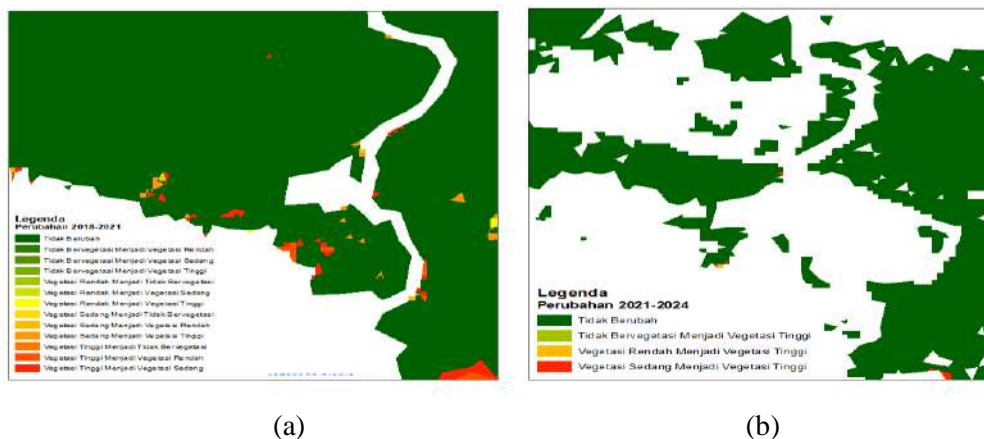 Legenda
Perubahan 2018-2021
Tidak Berubah
Tidak Bervegetasi Menjadi Vegetasi Rendah
Tidak Bervegetasi Menjadi Vegetasi Sedang
Tidak Bervegetasi Menjadi Vegetasi Tinggi
Vegetasi Rendah Menjadi Tidak Bervegetasi
Vegetasi Rendah Menjadi Vegetasi Sedang
Vegetasi Rendah Menjadi Vegetasi Tinggi
Vegetasi Sedang Menjadi Tidak Bervegetasi
Vegetasi Sedang Menjadi Vegetasi Rendah
Vegetasi Sedang Menjadi Vegetasi Tinggi
Vegetasi Tinggi Menjadi Tidak Bervegetasi
Vegetasi Tinggi Menjadi Vegetasi Rendah
Vegetasi Tinggi Menjadi Vegetasi Sedang
Legenda
Perubahan 2021-2024
Tidak Berubah
Tidak Bervegetasi Menjadi Vegetasi Tinggi
Vegetasi Rendah Menjadi Vegetasi Tinggi
Vegetasi Sedang Menjadi Vegetasi Tinggi
(a)
(b)